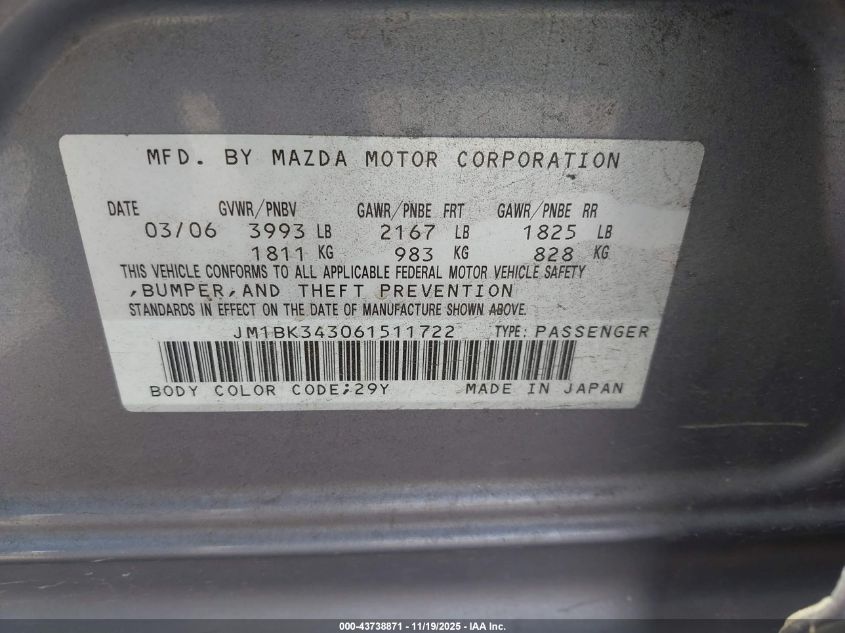 MFD. BY MAZDA MOTOR CORPORATION
DATE GVWR/PNBV GAWR/PNBE FRT GAWR/PNBE RR
03/06 3993 LB 2167 LB 1825 LB
1811 KG 983 KG 828 KG
THIS VEHICLE CONFORMS TO ALL APPLICABLE FEDERAL MOTOR VEHICLE SAFETY
,BUMPER,AND THEFT PREVENTION
STANDARDS IN EFFECT ON THE DATE OF MANUFACTURE SHOWN ABOVE.
JM1BK343061511722 TYPE: PASSENGER
BODY COLOR CODE;29Y MADE IN JAPAN
000-43738871 - 11/19/2025 - IAA Inc.